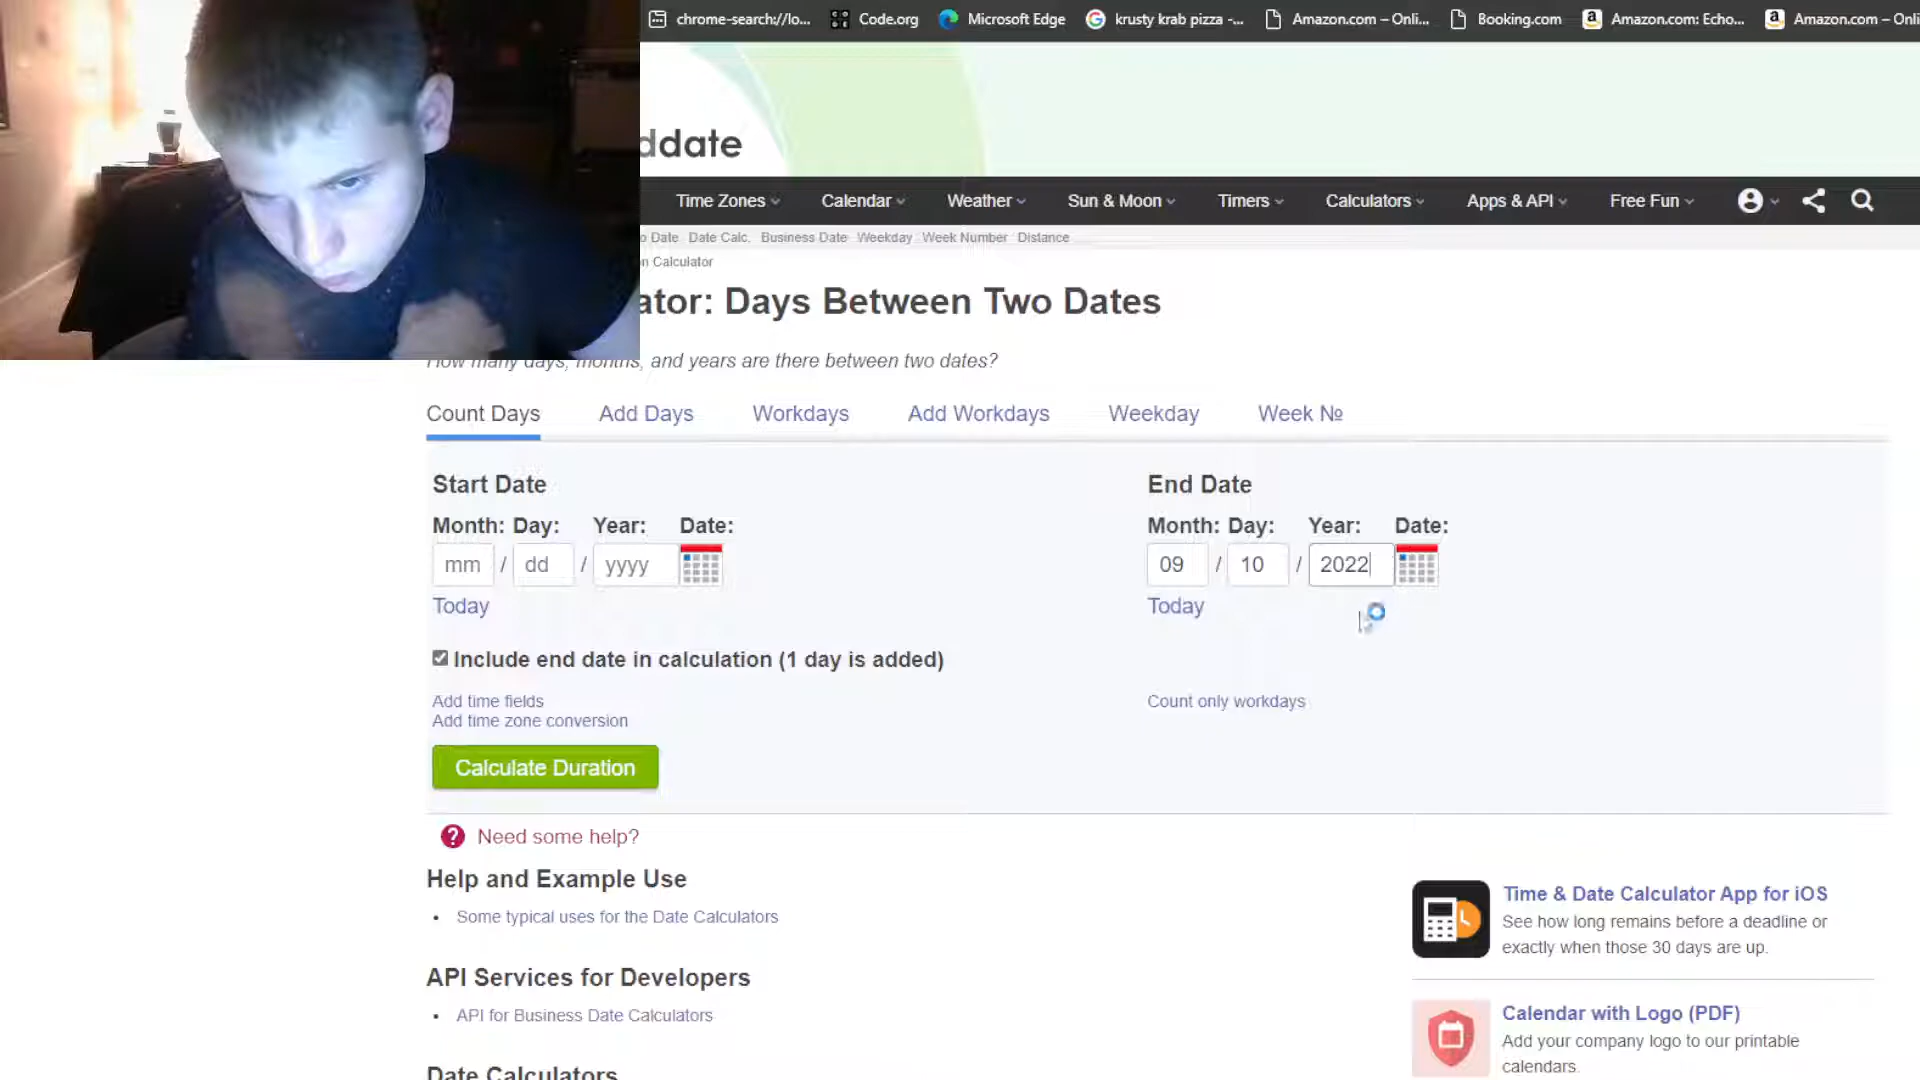 chrome-search://lo... Code.org Microsoft Edge krusty krab pizza -... Amazon.com – Onli... Booking.com Amazon.com: Echo... Amazon.com – Onli
ddate
Time Zones Calendar Weather Sun & Moon Timers Calculators Apps & API Free Fun
o Date Date Calc. Business Date Weekday Week Number Distance
n Calculator
ator: Days Between Two Dates
How many days, months, and years are there between two dates?
Count Days Add Days Workdays Add Workdays Weekday Week №
Start Date End Date
Month: Day: Year: Date: Month: Day: Year: Date:
mm / dd / yyyy 09 / 10 / 2022
Today Today
Include end date in calculation (1 day is added)
Add time fields Count only workdays
Add time zone conversion
Calculate Duration
? Need some help?
Help and Example Use
• Some typical uses for the Date Calculators
API Services for Developers
• API for Business Date Calculators
Date Calculators
Time & Date Calculator App for iOS
See how long remains before a deadline or
exactly when those 30 days are up.
Calendar with Logo (PDF)
Add your company logo to our printable
calendars.